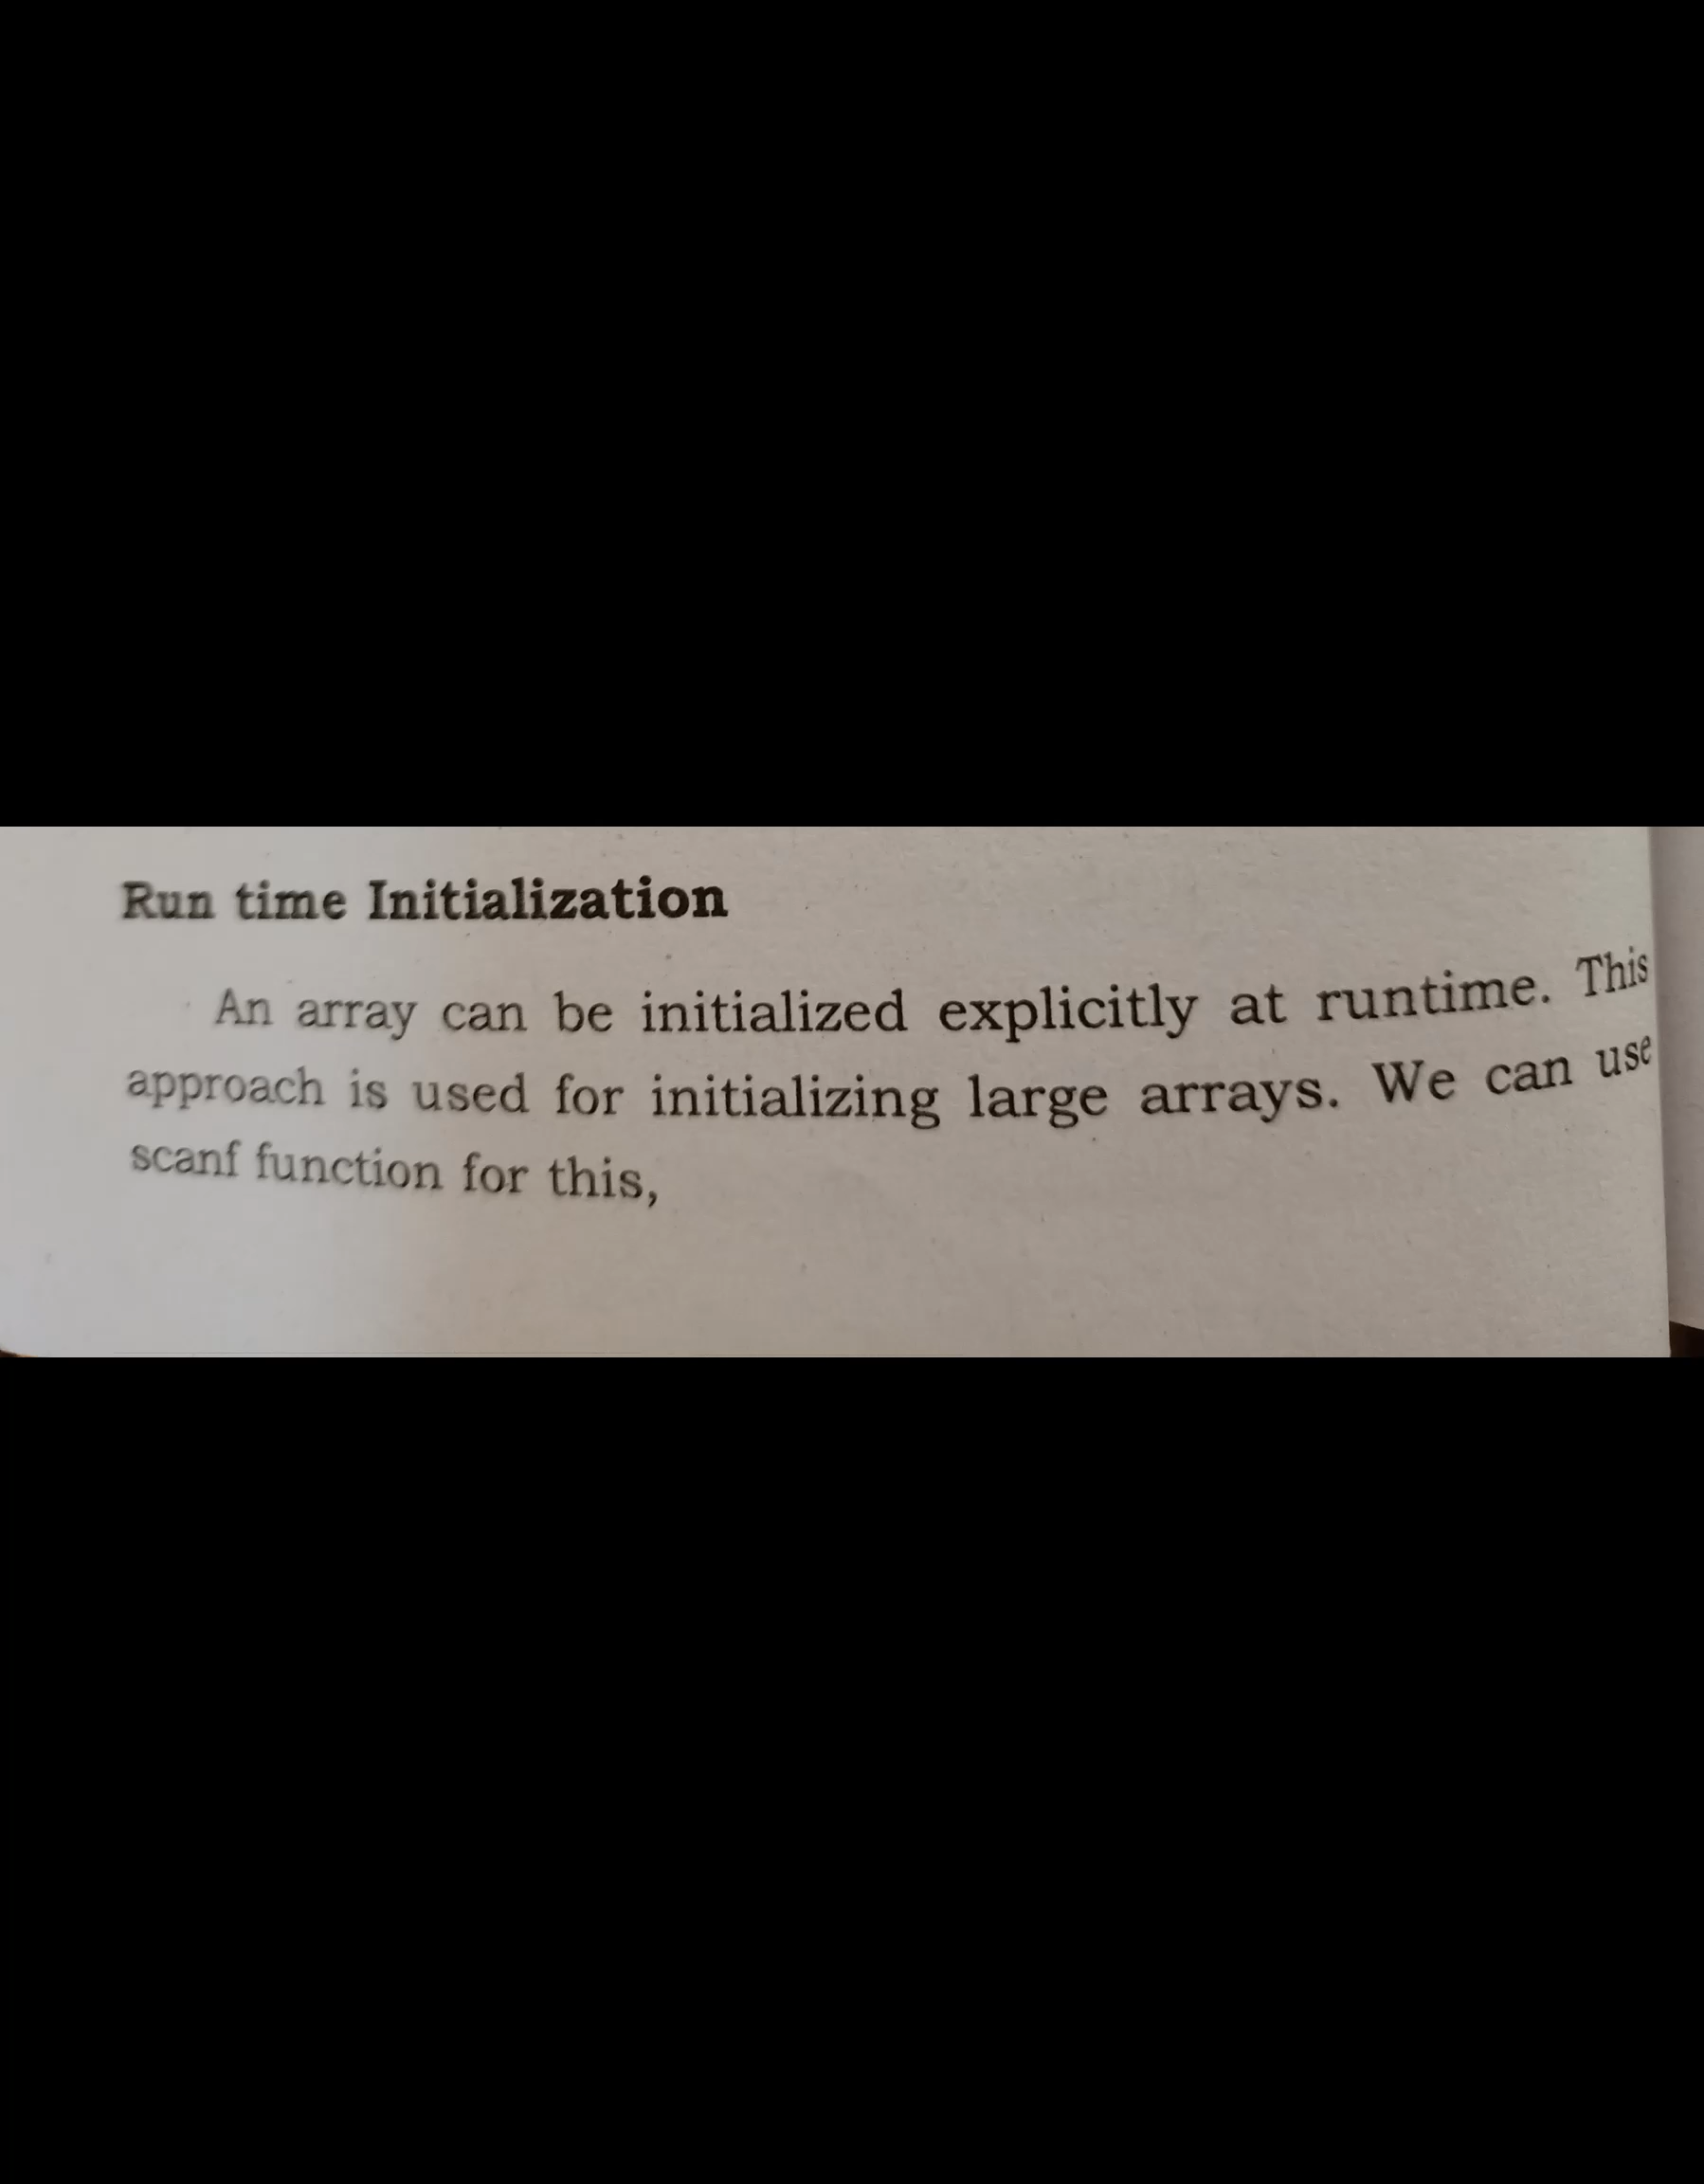 Run time Initialization
An array can be initialized explicitly at runtime. This
approach is used for initializing large arrays. We can use
scanf function for this,